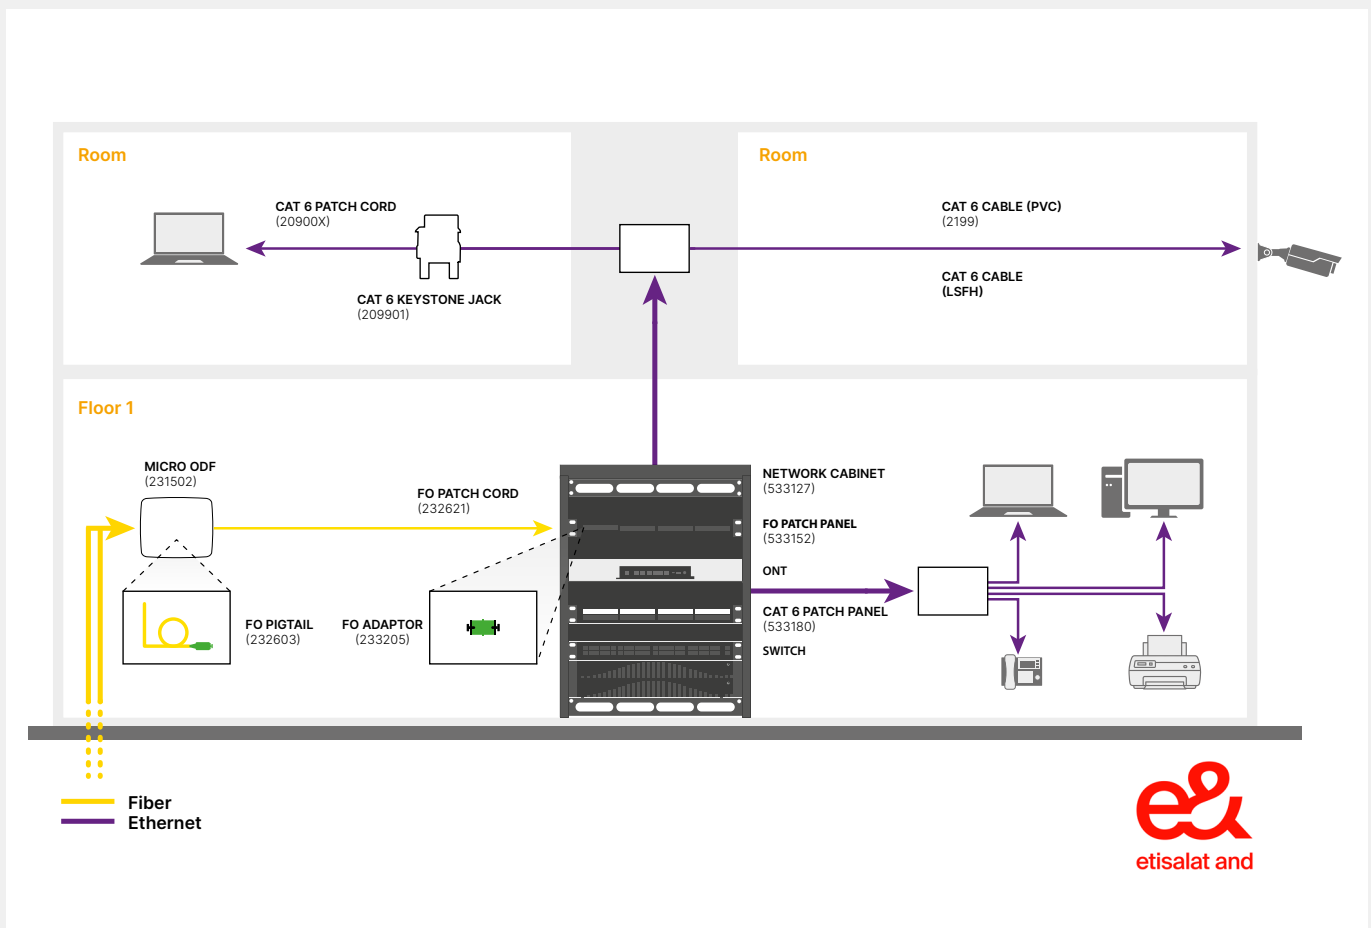 Room
Room
CAT 6 PATCH CORD
(20900X)
CAT 6 CABLE (PVC)
(2199)
CAT 6 CABLE
(LSFH)
CAT 6 KEYSTONE JACK
(209901)
Floor 1
MICRO ODF
(231502)
FO PATCH CORD
(232621)
NETWORK CABINET
(533127)
FO PATCH PANEL
(533152)
ONT
CAT 6 PATCH PANEL
(533180)
SWITCH
FO PIGTAIL
(232603)
FO ADAPTOR
(233205)
Fiber
Ethernet
e&
etisalat and